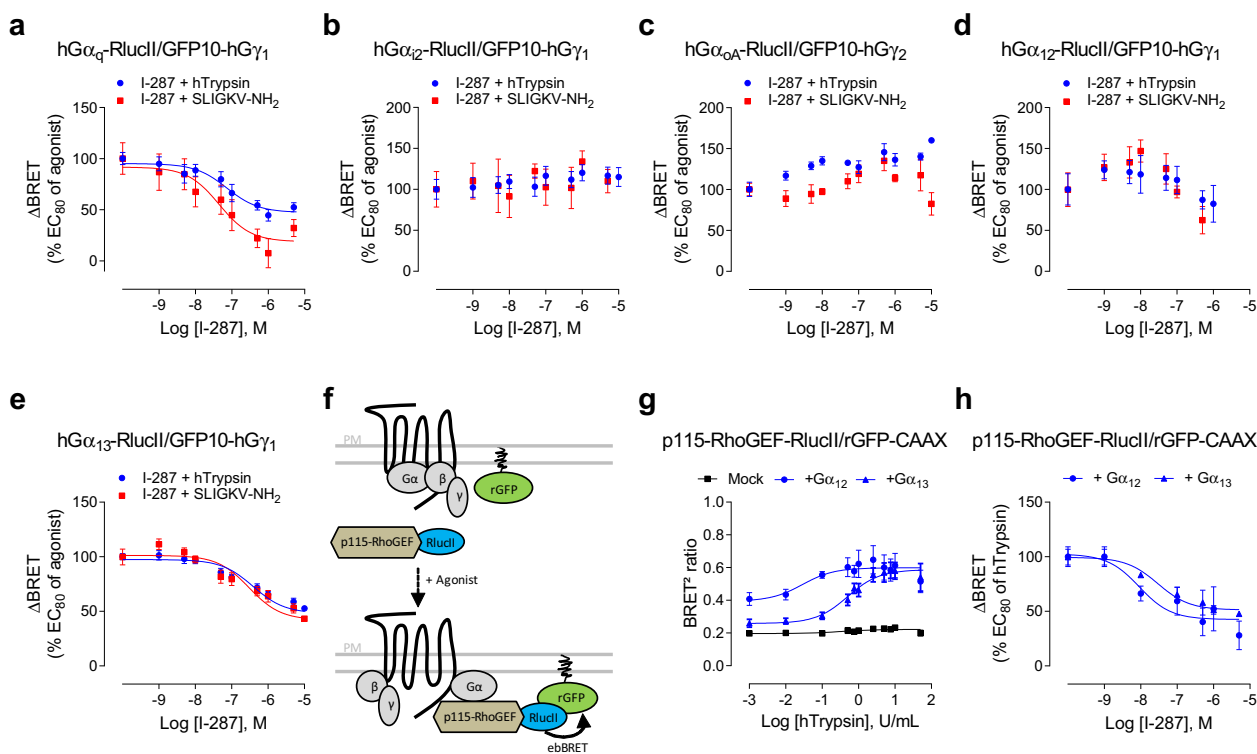 a
hGαq-RlucII/GFP10-hGγ1
I-287 + hTrypsin
I-287 + SLIGKV-NH2
ΔBRET
(% EC80 of agonist)
150
100
50
0
-9 -8 -7 -6 -5
Log [I-287], M
b
hGαi2-RlucII/GFP10-hGγ1
I-287 + hTrypsin
I-287 + SLIGKV-NH2
ΔBRET
(% EC80 of agonist)
200
150
100
50
0
-9 -8 -7 -6 -5
Log [I-287], M
c
hGαoA-RlucII/GFP10-hGγ2
I-287 + hTrypsin
I-287 + SLIGKV-NH2
ΔBRET
(% EC80 of agonist)
200
150
100
50
0
-9 -8 -7 -6 -5
Log [I-287], M
d
hGα12-RlucII/GFP10-hGγ1
I-287 + hTrypsin
I-287 + SLIGKV-NH2
ΔBRET
(% EC80 of agonist)
200
150
100
50
0
-9 -8 -7 -6 -5
Log [I-287], M
e
hGα13-RlucII/GFP10-hGγ1
I-287 + hTrypsin
I-287 + SLIGKV-NH2
ΔBRET
(% EC80 of agonist)
150
100
50
0
-9 -8 -7 -6 -5
Log [I-287], M
f
PM
Gα
β
γ
rGFP
p115-RhoGEF
RlucII
+ Agonist
PM
β
γ
Gα
rGFP
p115-RhoGEF
RlucII
ebBRET
g
p115-RhoGEF-RlucII/rGFP-CAAX
Mock +Gα12 +Gα13
BRET² ratio
1.0
0.8
0.6
0.4
0.2
0.0
-3 -2 -1 0 1 2
Log [hTrypsin], U/mL
h
p115-RhoGEF-RlucII/rGFP-CAAX
+ Gα12 + Gα13
ΔBRET
(% EC80 of hTrypsin)
150
100
50
0
-10 -9 -8 -7 -6 -5
Log [I-287], M